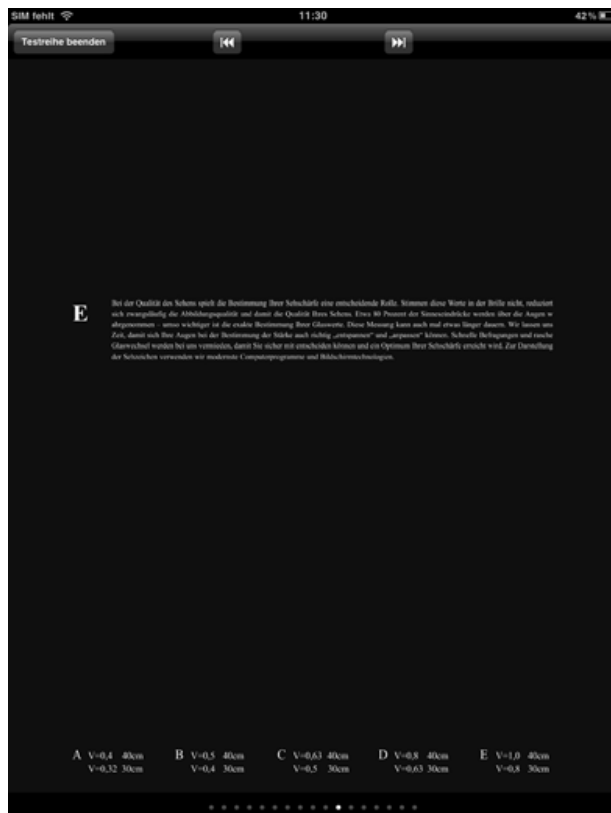 SIM fehlt 11:30 42 %
Testreihe beenden
E
Bei der Qualität des Sehens spielt die Bestimmung Ihrer Sehschärfe eine entscheidende Rolle. Stimmen diese Werte in der Brille nicht, reduziert
sich zwangsläufig die Abbildungsqualität und damit die Qualität Ihres Sehens. Etwa 80 Prozent der Sinneseindrücke werden über die Augen w
ahrgenommen – umso wichtiger ist die exakte Bestimmung Ihrer Glaswerte. Diese Messung kann auch mal etwas länger dauern. Wir lassen uns
Zeit, damit sich Ihre Augen bei der Bestimmung der Stärke auch richtig „entspannen“ und „anpassen“ können. Schnelle Befragungen und rasche
Glaswechsel werden bei uns vermieden, damit Sie sicher mit entscheiden können und ein Optimum Ihrer Sehschärfe erreicht wird. Zur Darstellung
der Sehzeichen verwenden wir modernste Computerprogramme und Bildschirmtechnologien.
A V=0,4 40cm B V=0,5 40cm C V=0,63 40cm D V=0,8 40cm E V=1,0 40cm
V=0,32 30cm V=0,4 30cm V=0,5 30cm V=0,63 30cm V=0,8 30cm